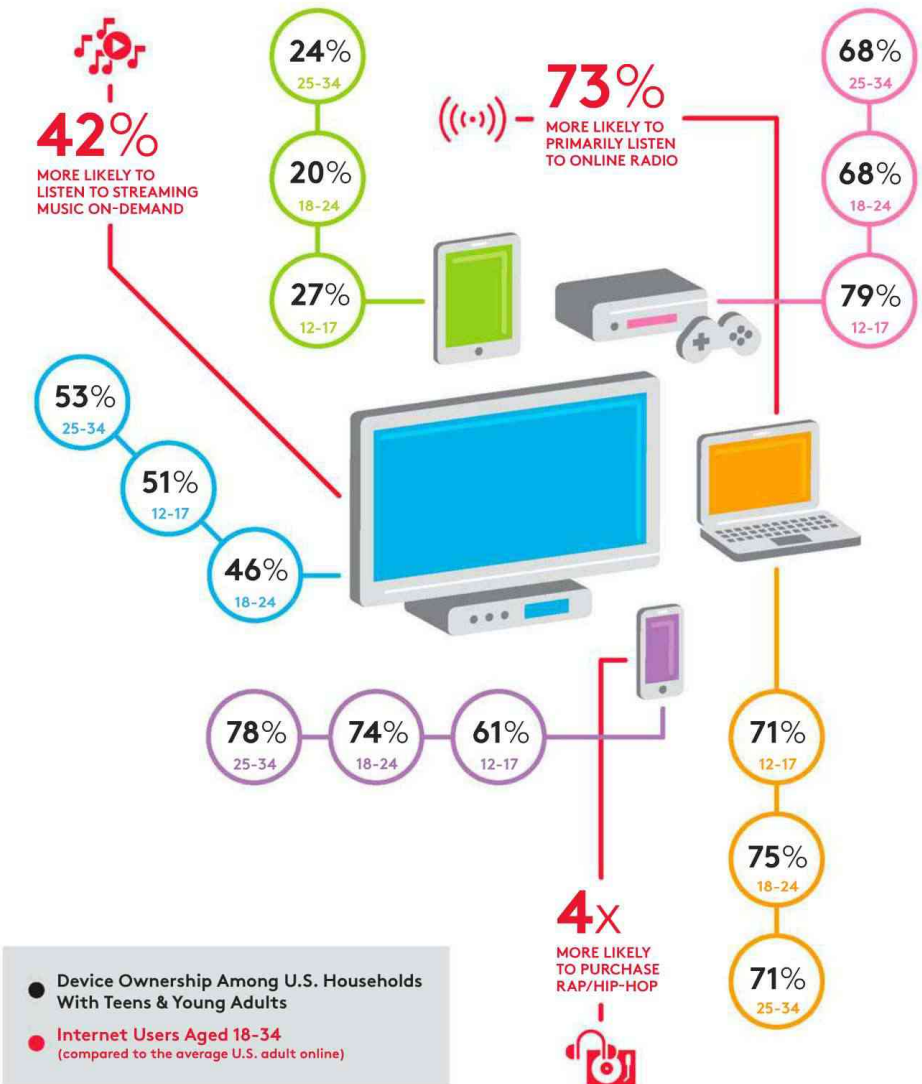 42%
MORE LIKELY TO
LISTEN TO STREAMING
MUSIC ON-DEMAND
24%
25-34
20%
18-24
27%
12-17
73%
MORE LIKELY TO
PRIMARILY LISTEN
TO ONLINE RADIO
68%
25-34
68%
18-24
79%
12-17
53%
25-34
51%
12-17
46%
18-24
78%
25-34
74%
18-24
61%
12-17
71%
12-17
75%
18-24
71%
25-34
4X
MORE LIKELY
TO PURCHASE
RAP/HIP-HOP
Device Ownership Among U.S. Households
With Teens & Young Adults
Internet Users Aged 18-34
(compared to the average U.S. adult online)